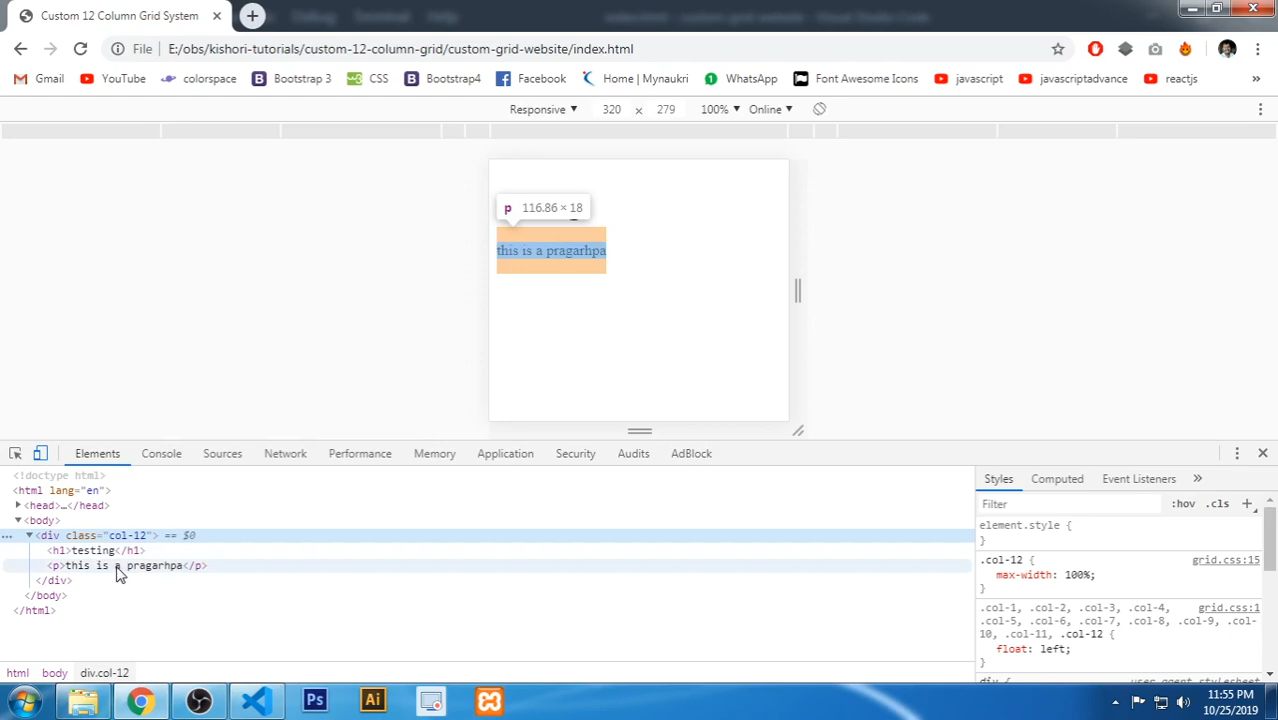 Custom 12 Column Grid System
File
E:/obs/kishori-tutorials/custom-12-column-grid/custom-grid-website/index.html
Gmail YouTube colorspace Bootstrap 3 CSS Bootstrap4 Facebook Home | Mynaukri WhatsApp Font Awesome Icons javascript javascriptadvance reactjs »
Responsive ▼ 320 × 279 100% ▼ Online ▼
p 116.86 × 18
this is a pragarhpa
Elements Console Sources Network Performance Memory Application Security Audits AdBlock
<!doctype html>
<html lang="en">
<head>…</head>
<body>
<div class="col-12"> == $0
<h1>testing</h1>
<p>this is a pragarhpa</p>
</div>
</body>
</html>
html body div.col-12
Styles Computed Event Listeners »
Filter :hov .cls +
element.style {
}
.col-12 { grid.css:15
max-width: 100%;
}
.col-1, .col-2, .col-3, .col-4, grid.css:1
.col-5, .col-6, .col-7, .col-8, .col-9, .col-
10, .col-11, .col-12 {
float: left;
}
div { user agent stylesheet
Ps Ai
11:55 PM
10/25/2019